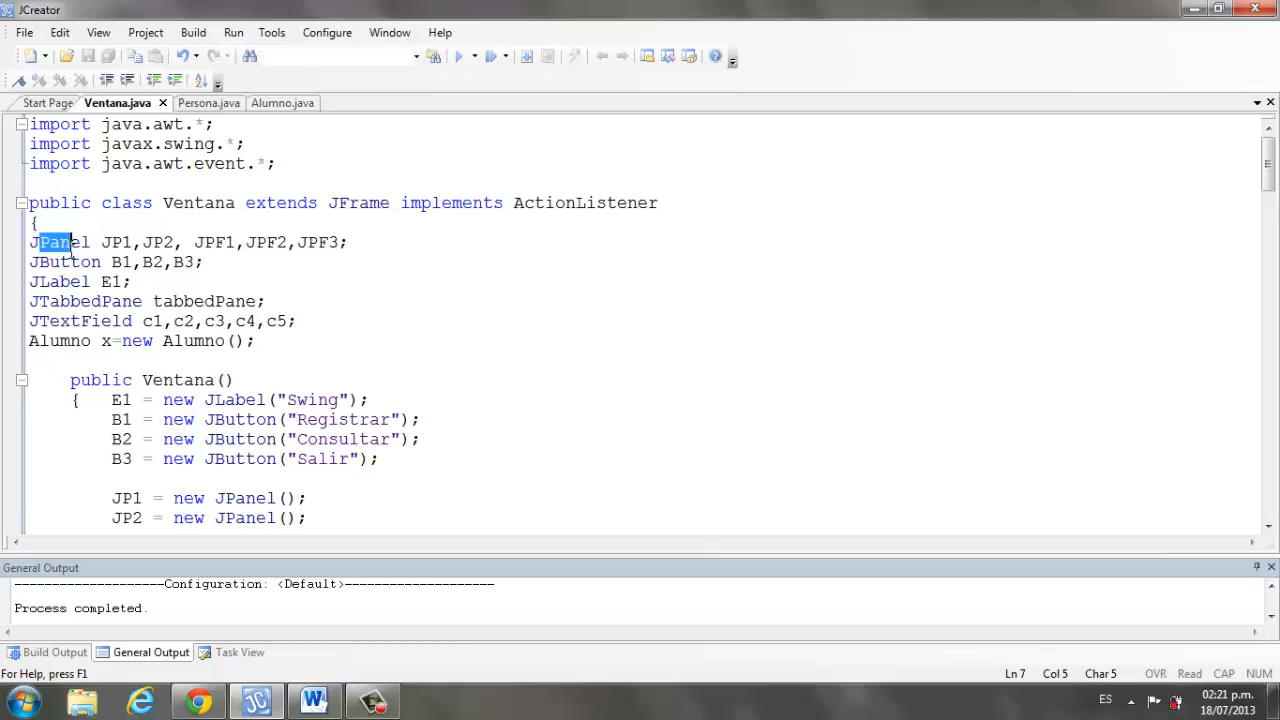 JCreator
File Edit View Project Build Run Tools Configure Window Help
Start Page Ventana.java Persona.java Alumno.java
import java.awt.*;
import javax.swing.*;
import java.awt.event.*;
public class Ventana extends JFrame implements ActionListener
{
JPanel JP1,JP2, JPF1,JPF2,JPF3;
JButton B1,B2,B3;
JLabel E1;
JTabbedPane tabbedPane;
JTextField c1,c2,c3,c4,c5;
Alumno x=new Alumno();
public Ventana()
{ E1 = new JLabel("Swing");
B1 = new JButton("Registrar");
B2 = new JButton("Consultar");
B3 = new JButton("Salir");
JP1 = new JPanel();
JP2 = new JPanel();
General Output
--------------------Configuration: <Default>--------------------
Process completed.
Build Output General Output Task View
For Help, press F1 Ln 7 Col 5 Char 5 OVR Read CAP NUM
ES 02:21 p.m.
18/07/2013